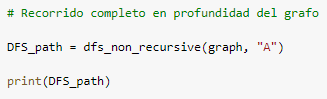 # Recorrido completo en profundidad del grafo
DFS_path = dfs_non_recursive(graph, "A")
print(DFS_path)